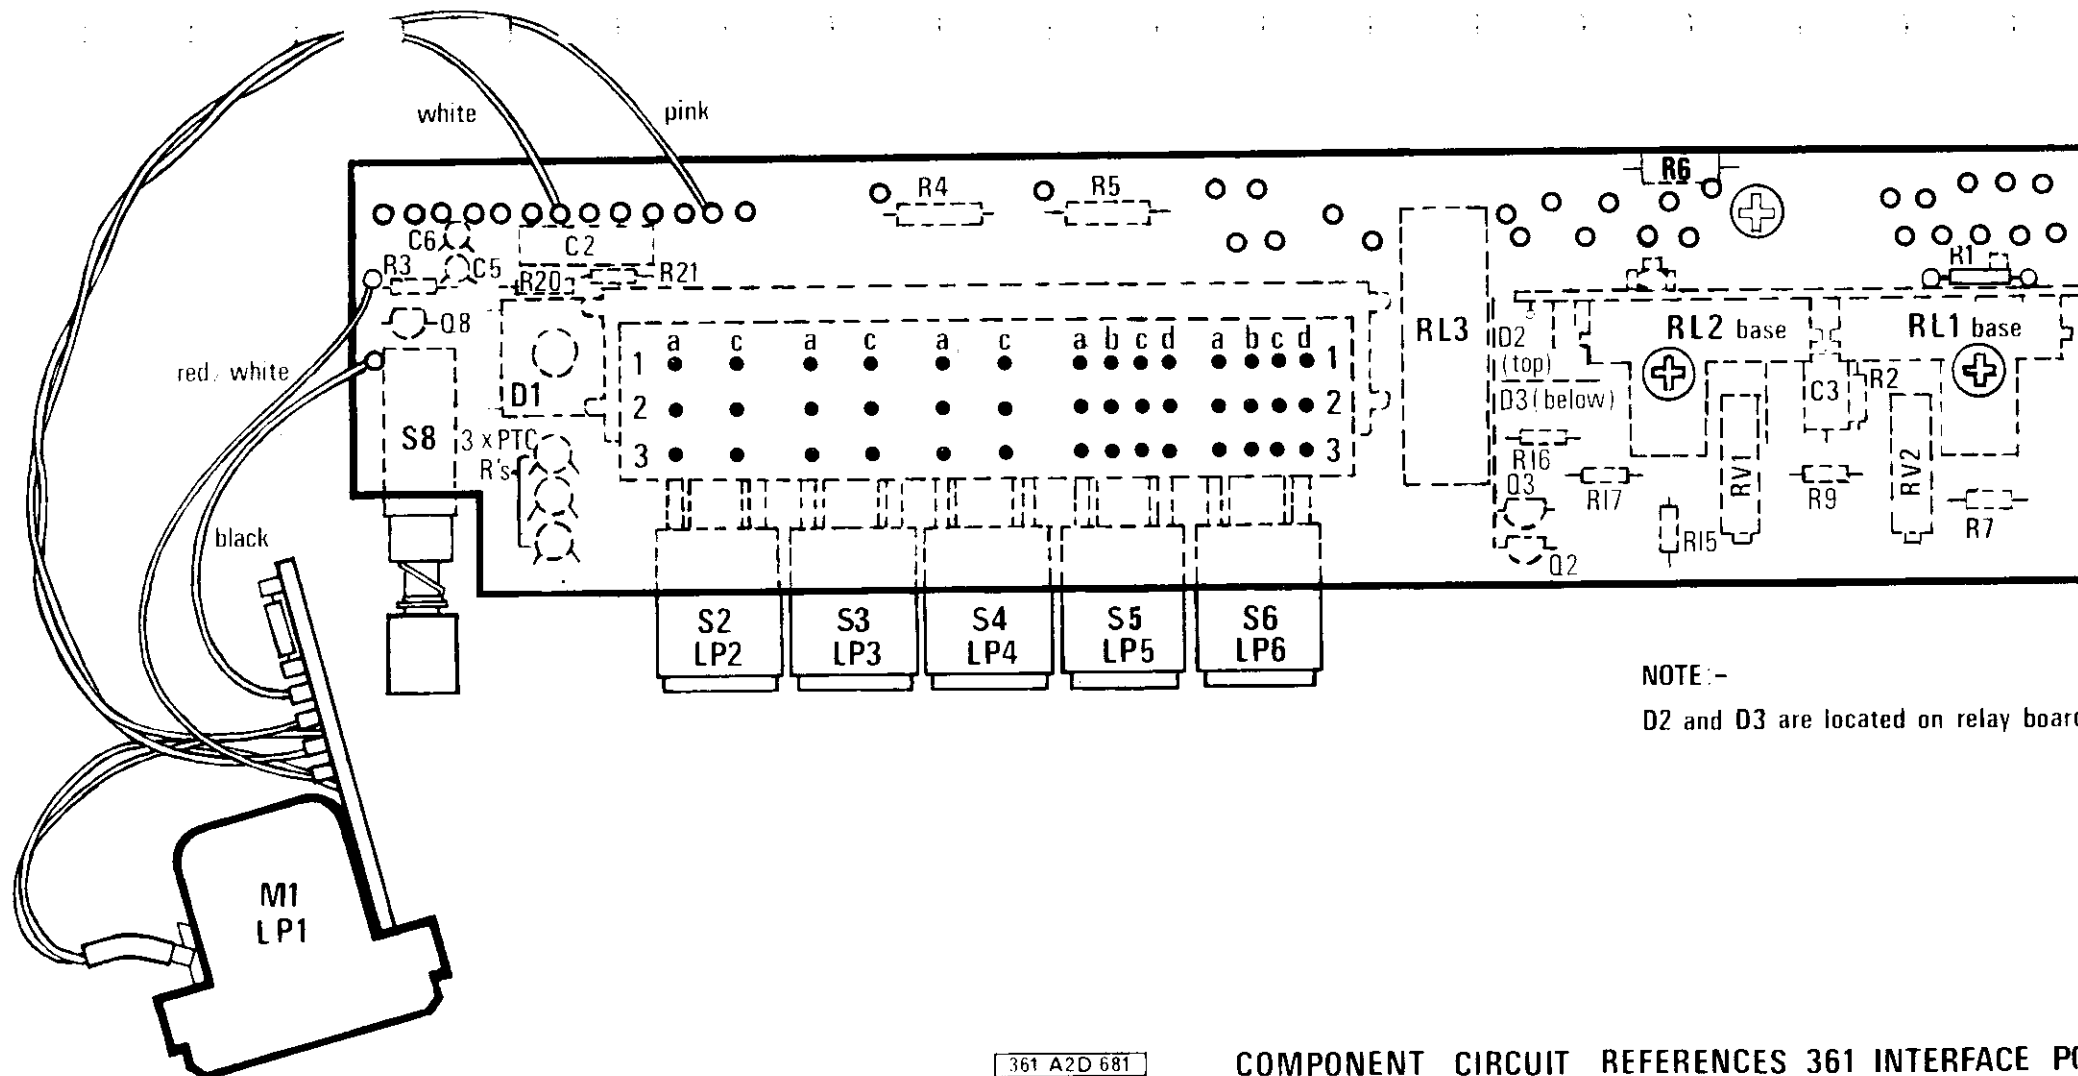 white
pink
R6
R4
R5
C6
C2
R3
C5
R20
R21
R1
Q8
a c a c a c a b c d a b c d
RL3
D2
(top)
RL2 base
RL1 base
red/white
1 1
D1
D3 (below)
R2
C3
2 2
S8
3 x PTC
R's
3 3
R16
R17
RV1
R9
RV2
Q3
R7
R15
Q2
black
S2
LP2
S3
LP3
S4
LP4
S5
LP5
S6
LP6
NOTE:-
D2 and D3 are located on relay board
M1
LP1
361 A2D 681
COMPONENT CIRCUIT REFERENCES 361 INTERFACE